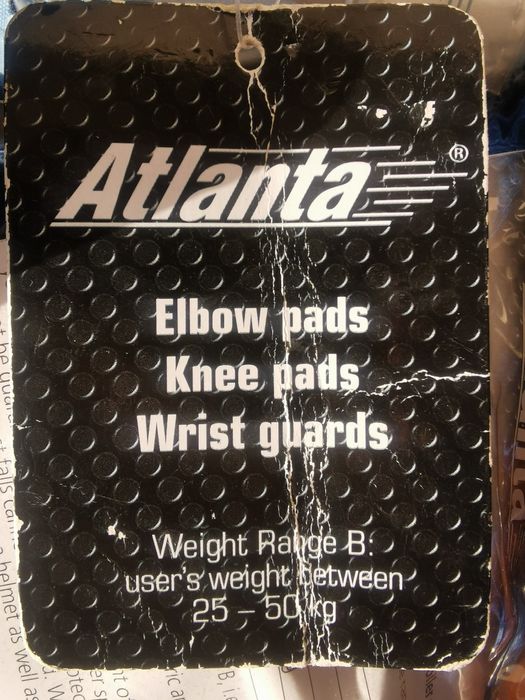 Atlanta®
Elbow pads
Knee pads
Wrist guards
Weight Range B:
user's weight between
25 – 50 kg